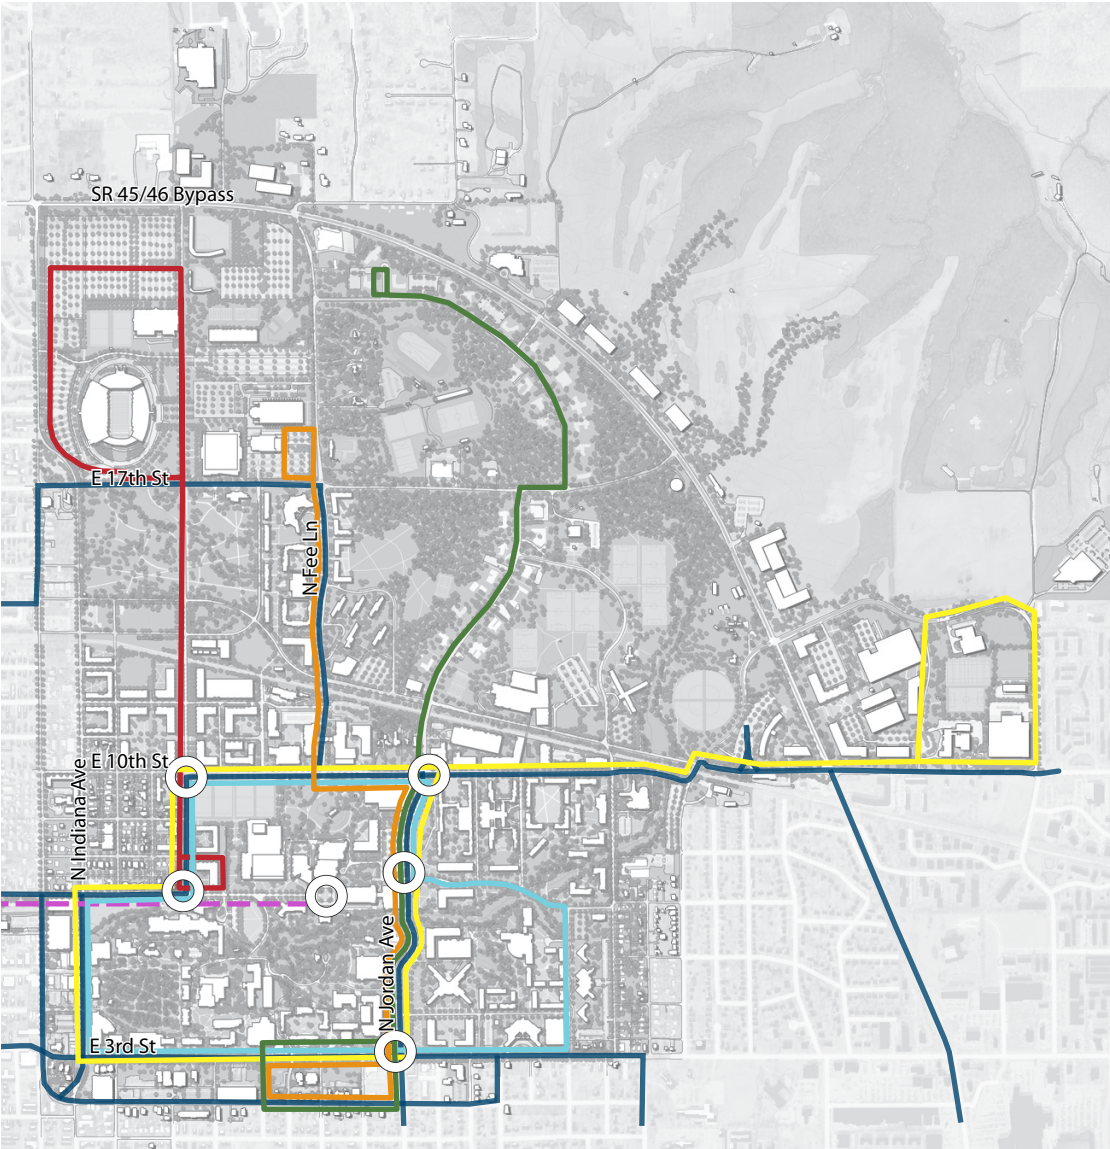 SR 45/46 Bypass
E 17th St
N Fee Ln
E 10th St
N Indiana Ave
N Jordan Ave
E 3rd St